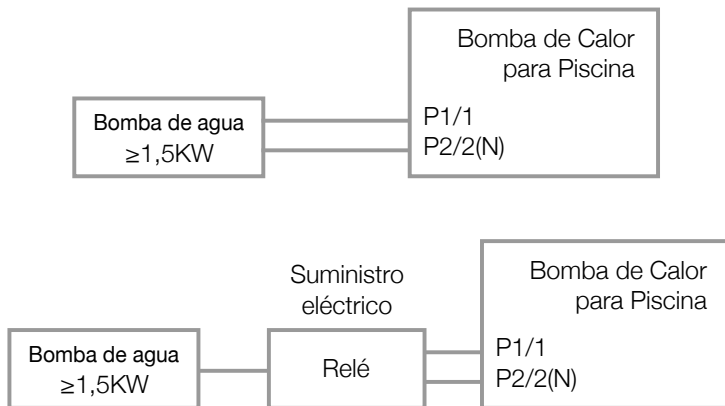 Bomba de Calor
para Piscina
Bomba de agua
≥1,5KW
P1/1
P2/2(N)
Suministro
eléctrico
Bomba de Calor
para Piscina
Bomba de agua
≥1,5KW
Relé
P1/1
P2/2(N)